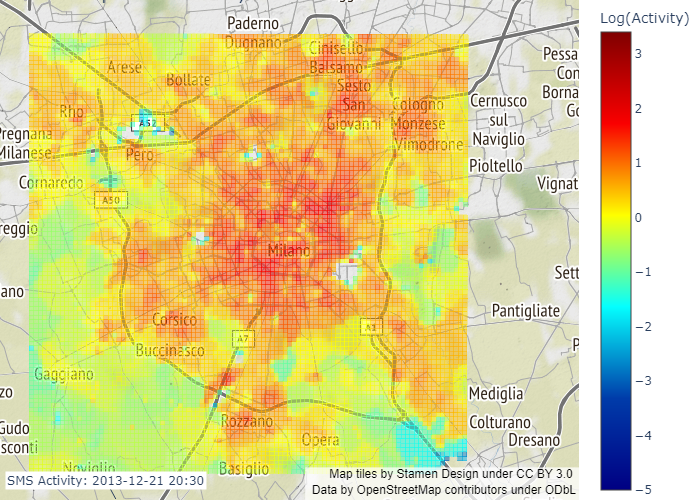 Log(Activity)
3
2
1
0
−1
−2
−3
−4
−5
Paderno
Dugnano
Cinisello
Balsamo
Arese
Bollate
Sesto
San
Giovanni
Rho
Cologno
Monzese
Vimodrone
Cernusco
sul
Naviglio
Pessa
Con
Borna
Go
A52
Pregnana
Milanese
Pero
Pioltello
Cornaredo
Vignat
A50
reggio
Milano
Sett
ano
Pantigliate
Corsico
A7
A1
Buccinasco
P
Gaggiano
zo
Mediglia
Rozzano
Colturano
Gudo
sconti
Opera
Dresano
Noviglio
Basiglio
SMS Activity: 2013-12-21 20:30
Map tiles by Stamen Design under CC BY 3.0
Data by OpenStreetMap contributors under ODbL